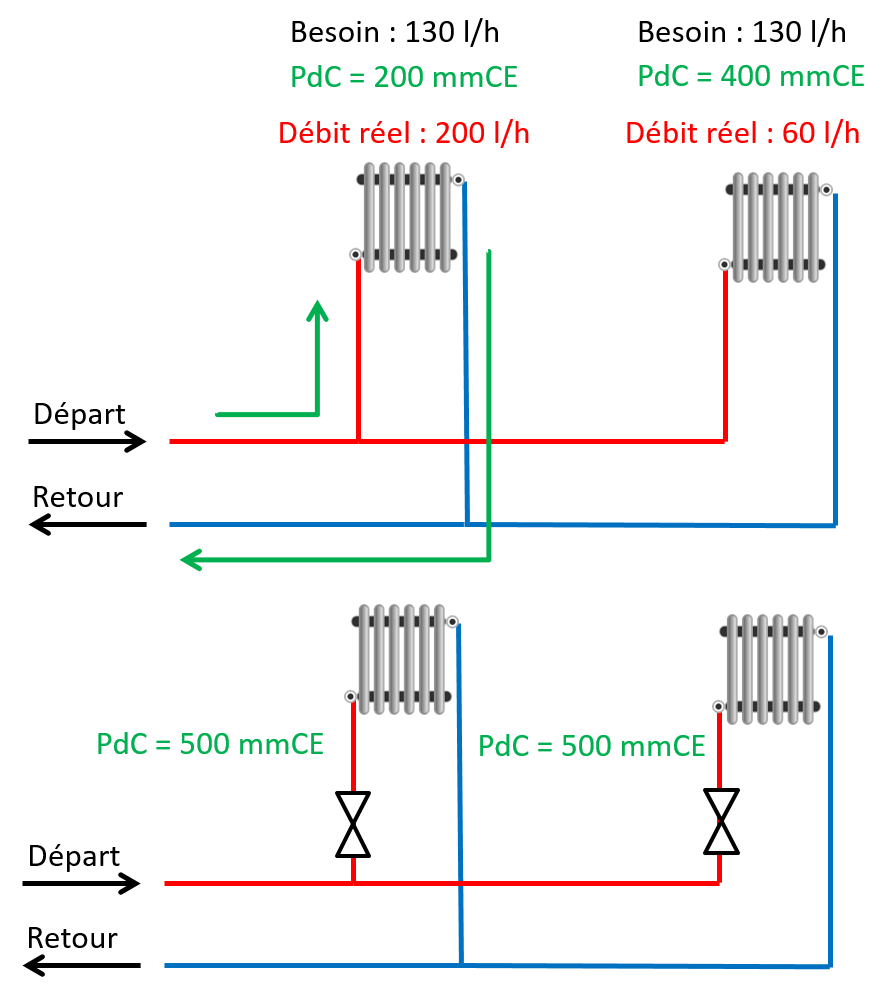 Besoin : 130 l/h
PdC = 200 mmCE
Débit réel : 200 l/h
Besoin : 130 l/h
PdC = 400 mmCE
Débit réel : 60 l/h
Départ
Retour
PdC = 500 mmCE
PdC = 500 mmCE
Départ
Retour